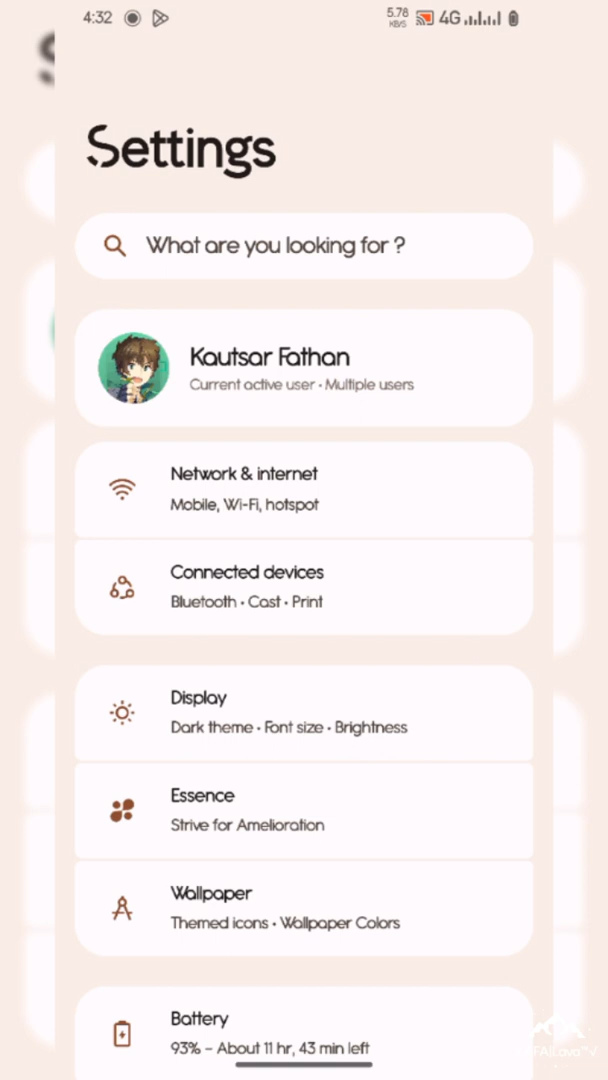 4:32
5.78
KB/S
4G
Settings
What are you looking for ?
Kautsar Fathan
Current active user • Multiple users
Network & internet
Mobile, Wi-Fi, hotspot
Connected devices
Bluetooth • Cast • Print
Display
Dark theme • Font size • Brightness
Essence
Strive for Amelioration
Wallpaper
Themed icons • Wallpaper Colors
Battery
93% – About 11 hr, 43 min left